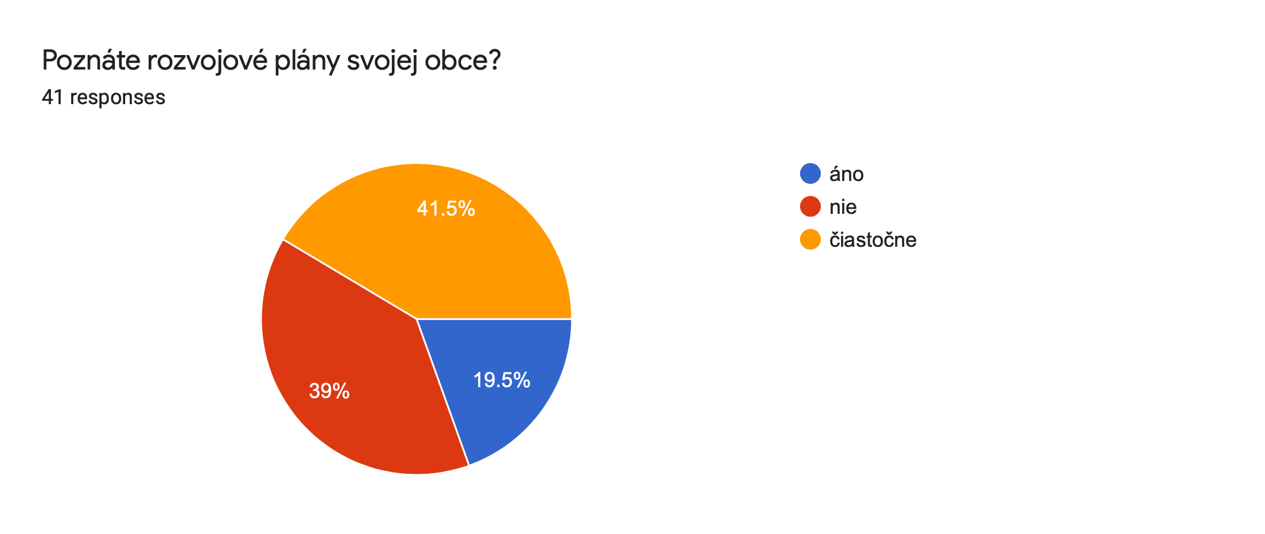 Poznáte rozvojové plány svojej obce?
41 responses
áno
nie
čiastočne
41.5%
39%
19.5%